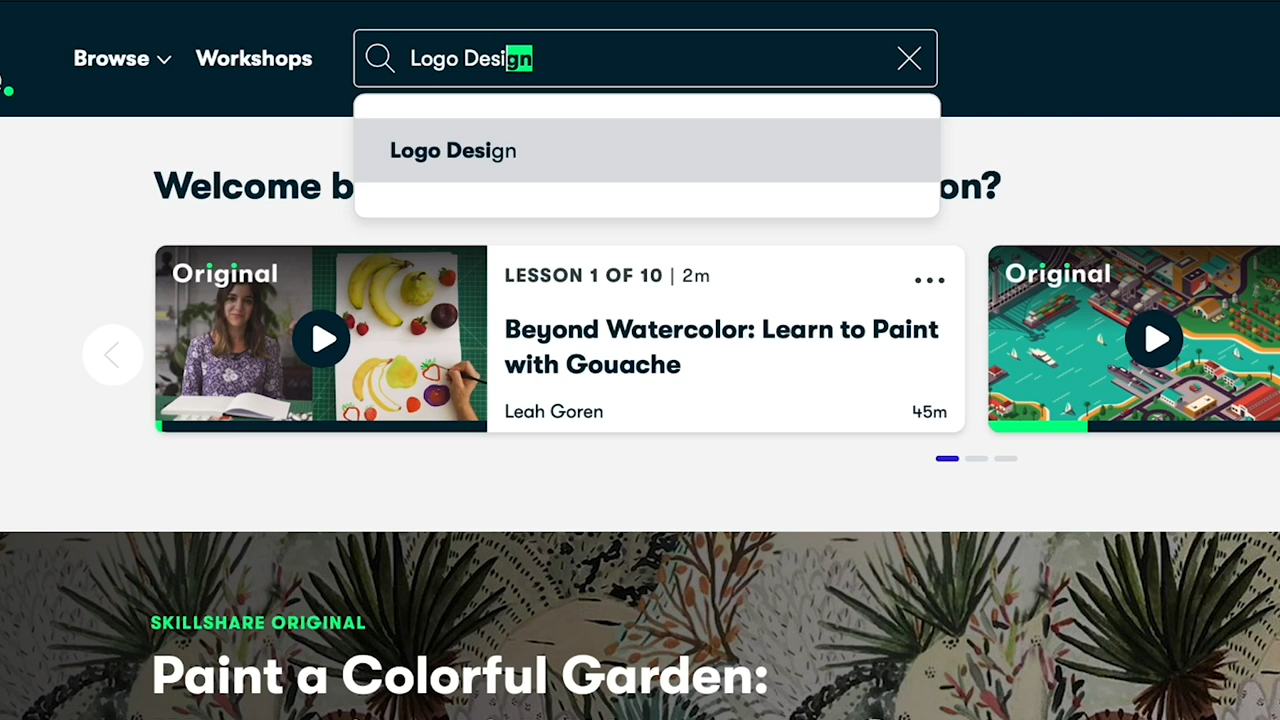 Browse
Workshops
Logo Design
Logo Design
Welcome b
on?
Original
LESSON 1 OF 10 | 2m
Beyond Watercolor: Learn to Paint
with Gouache
Leah Goren
45m
Original
SKILLSHARE ORIGINAL
Paint a Colorful Garden: